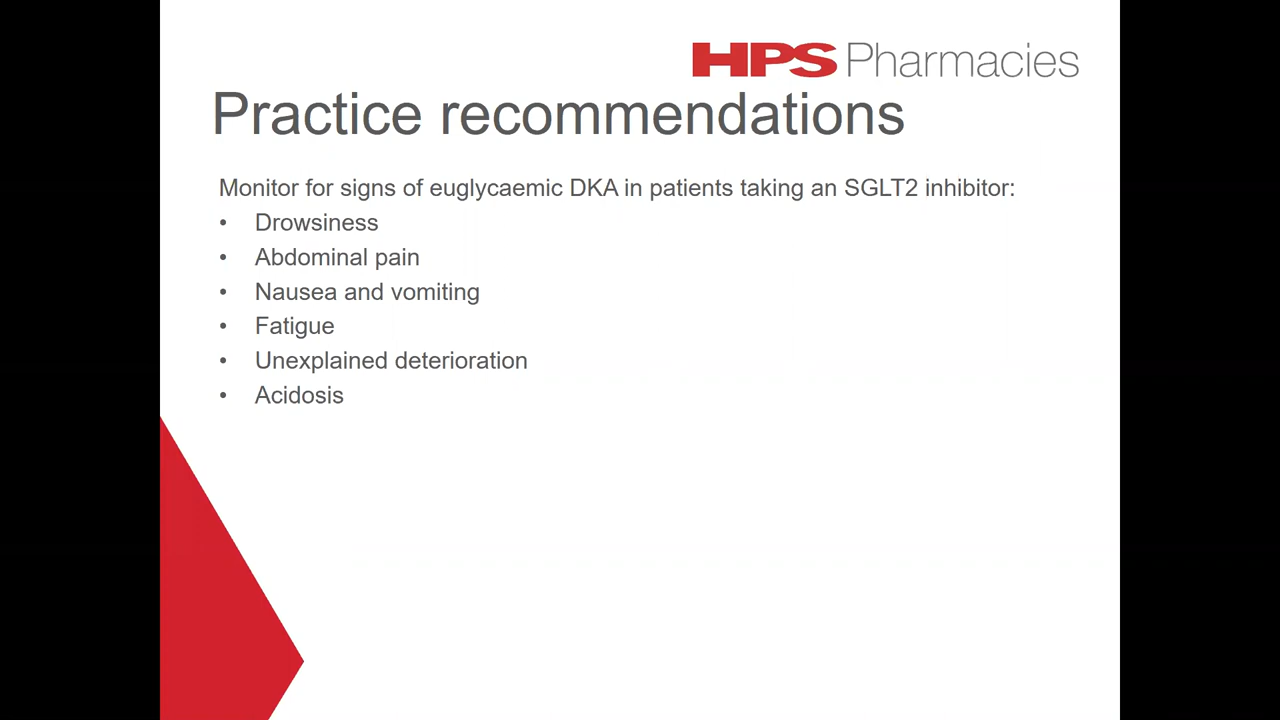 HPS Pharmacies
Practice recommendations
Monitor for signs of euglycaemic DKA in patients taking an SGLT2 inhibitor:
• Drowsiness
• Abdominal pain
• Nausea and vomiting
• Fatigue
• Unexplained deterioration
• Acidosis